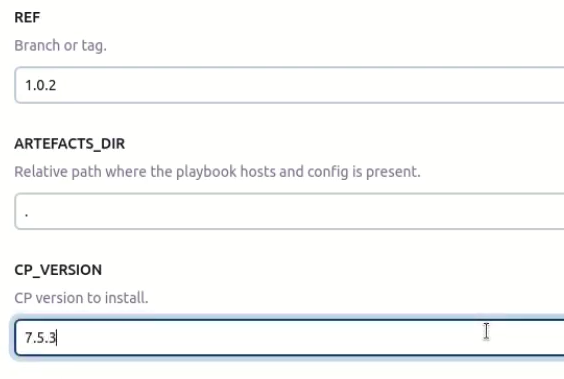 REF
Branch or tag.
1.0.2
ARTEFACTS_DIR
Relative path where the playbook hosts and config is present.
.
CP_VERSION
CP version to install.
7.5.3